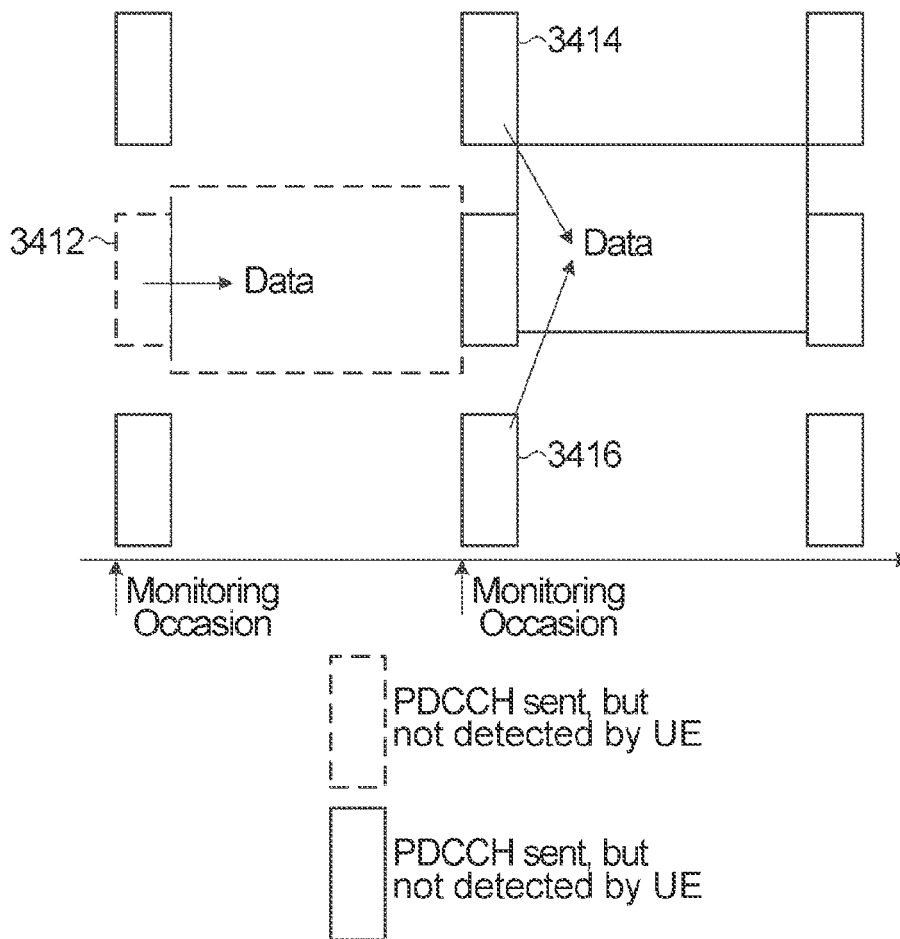 3414
3412
Data
Data
3416
Monitoring
Occasion
Monitoring
Occasion
PDCCH sent, but
not detected by UE
PDCCH sent, but
not detected by UE